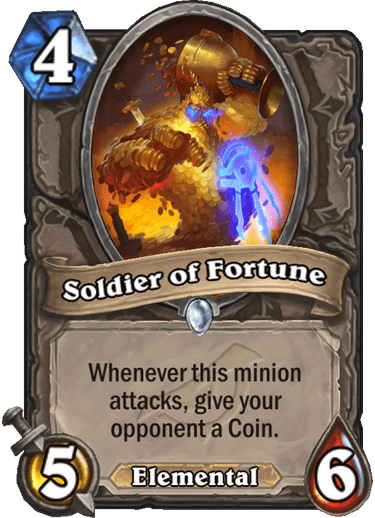 4
Soldier of Fortune
Whenever this minion
attacks, give your
opponent a Coin.
5 Elemental 6